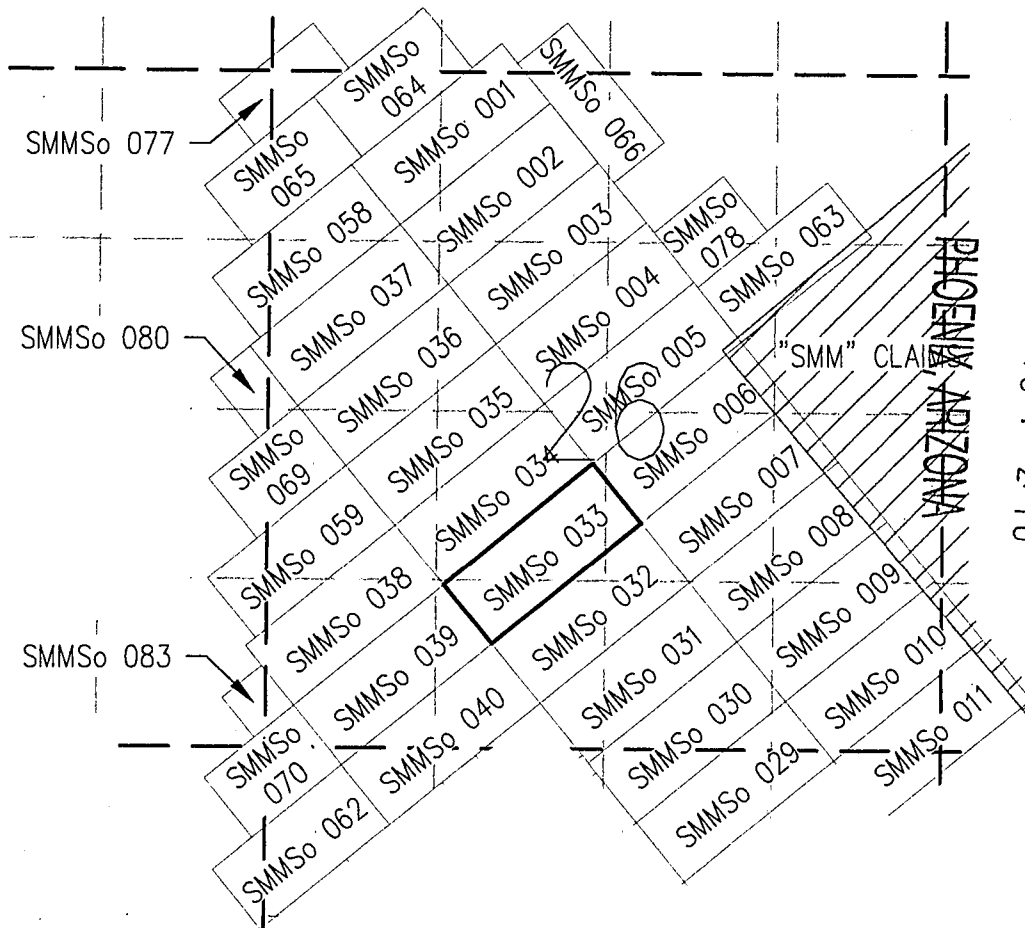 SMMSo
064
SMMSo 001
SMMSo 066
SMMSo 077
SMMSo
065
SMMSo 002
SMMSo 058
SMMSo 003
SMMSo
078
SMMSo 063
SMMSo 037
SMMSo 004
PHOENIX, ARIZONA
SMMSo 080
SMMSo 036
SMMSo 005
"SMM" CLAIMS
SMMSo 035
26
SMMSo 006
SMMSo
069
SMMSo 034
SMMSo 007
SMMSo 059
SMMSo 033
SMMSo 008
SMMSo 038
SMMSo 032
SMMSo 009
SMMSo 083
SMMSo 039
SMMSo 031
SMMSo 010
SMMSo 040
SMMSo 030
SMMSo 011
SMMSo
070
SMMSo 029
SMMSo 062